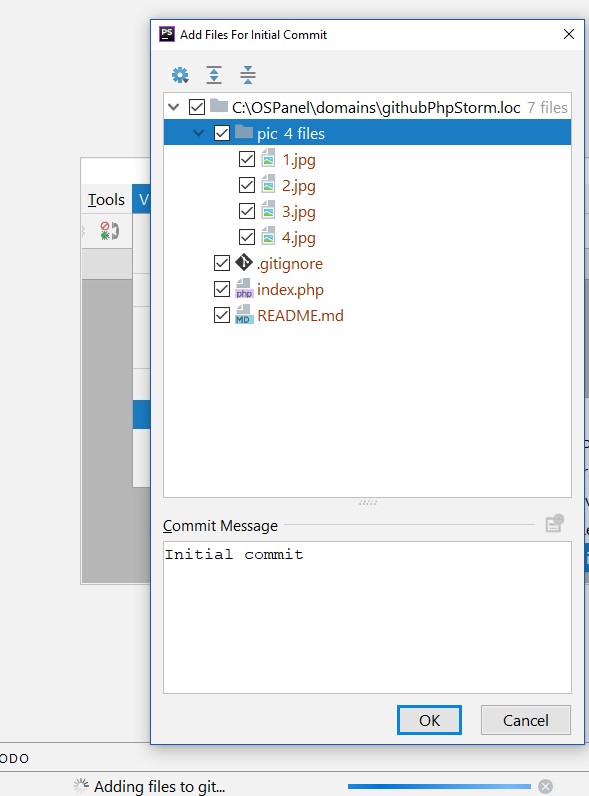 PS Add Files For Initial Commit
C:\OSPanel\domains\githubPhpStorm.loc 7 files
pic 4 files
Tools V
1.jpg
2.jpg
3.jpg
4.jpg
.gitignore
php index.php
MD README.md
Commit Message
Initial commit
OK Cancel
ODO
Adding files to git...